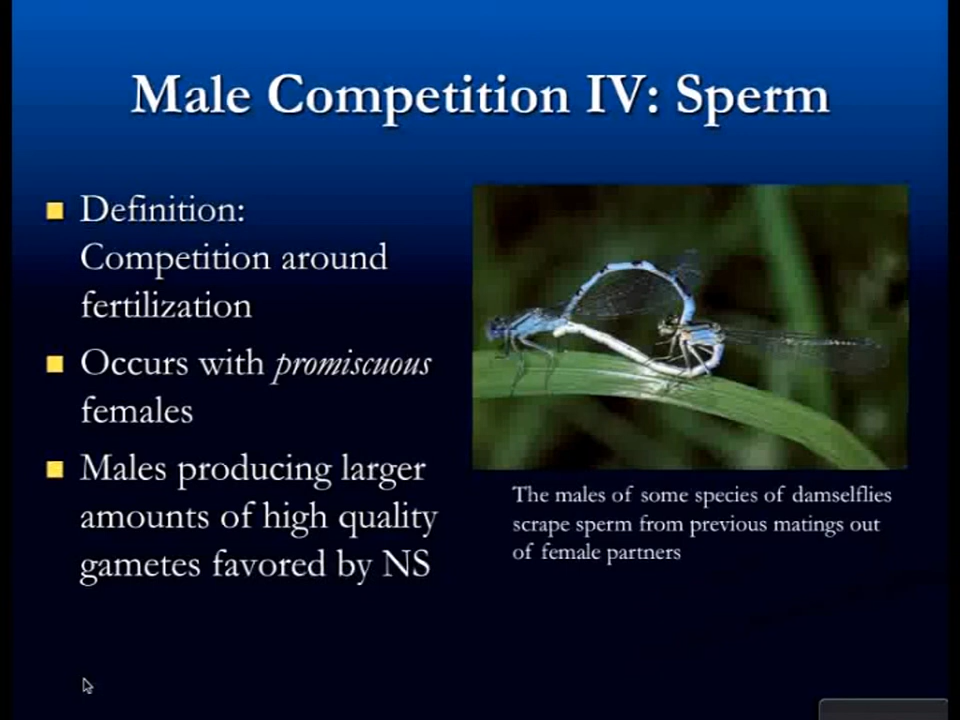 Male Competition IV: Sperm
Definition:
Competition around
fertilization
Occurs with promiscuous
females
Males producing larger
amounts of high quality
gametes favored by NS
The males of some species of damselflies
scrape sperm from previous matings out
of female partners